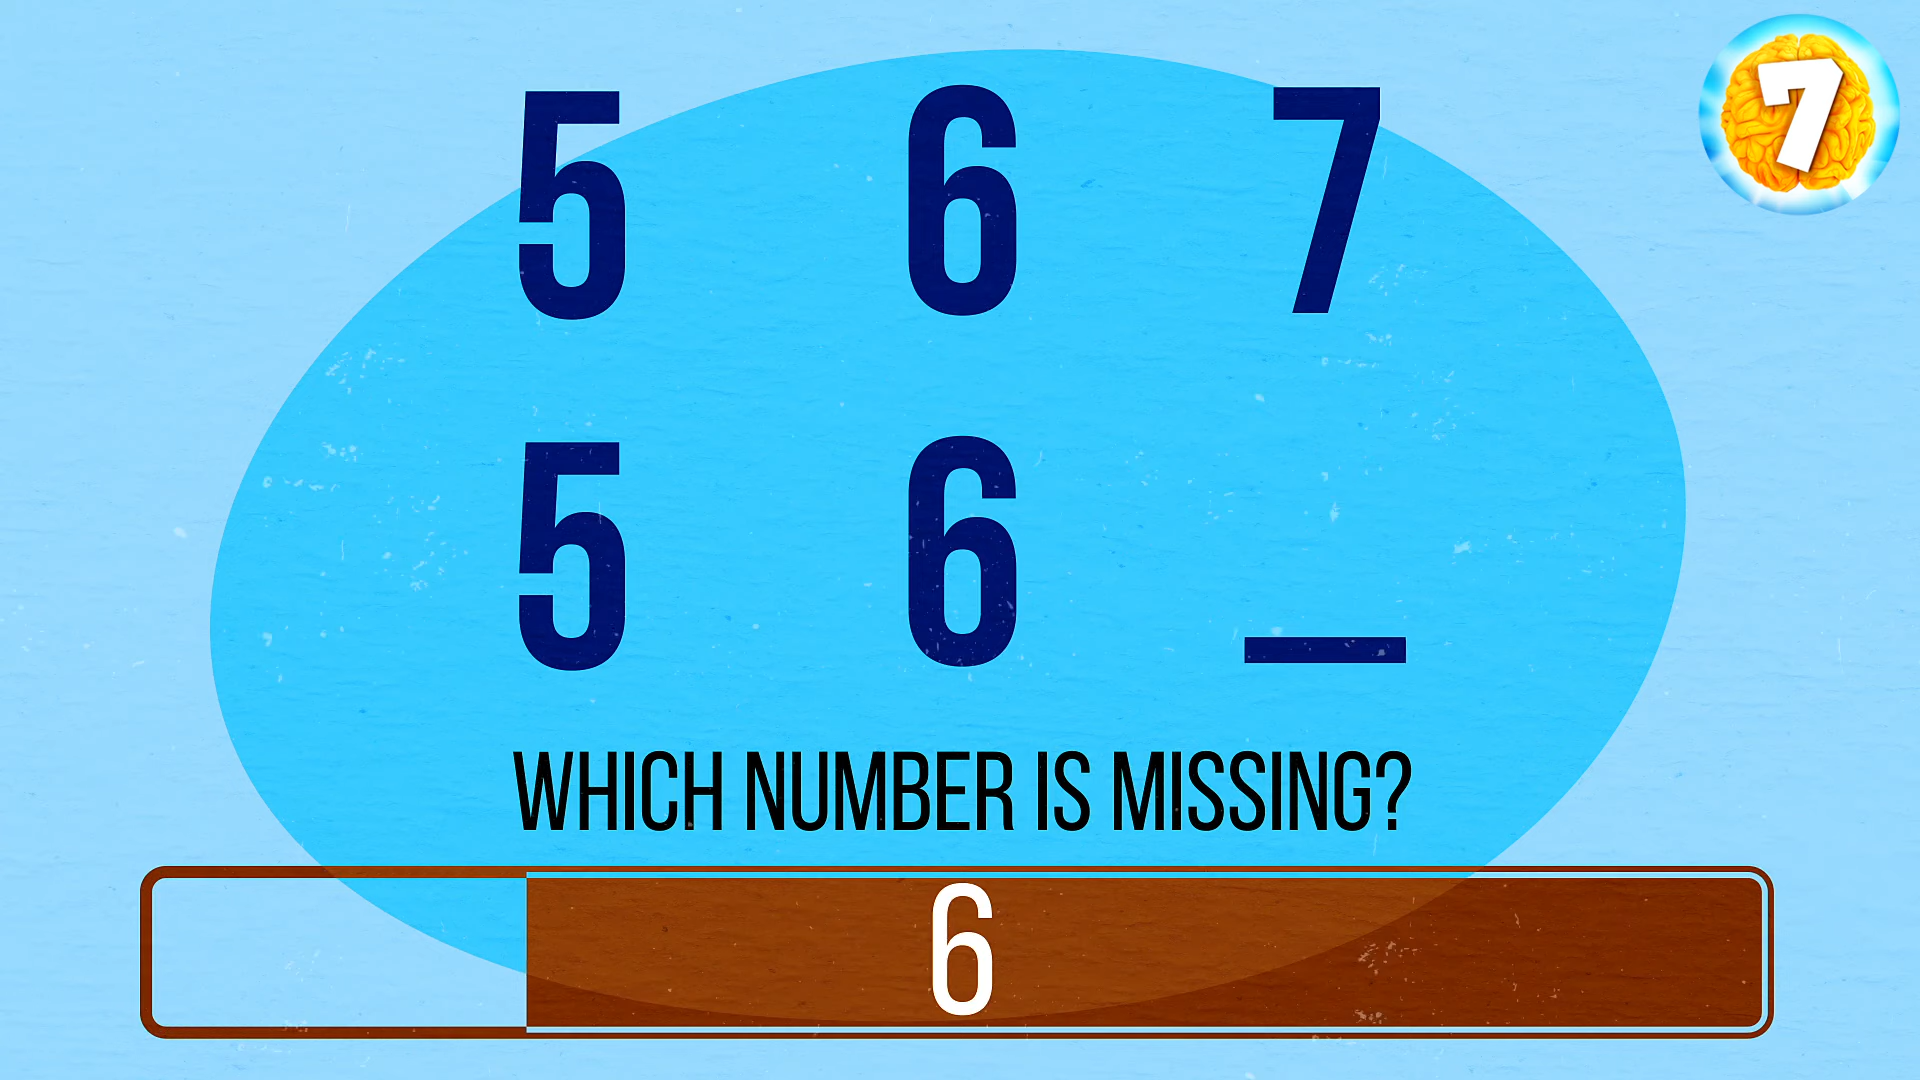 5 6 7
7
5 6 _
WHICH NUMBER IS MISSING?
6